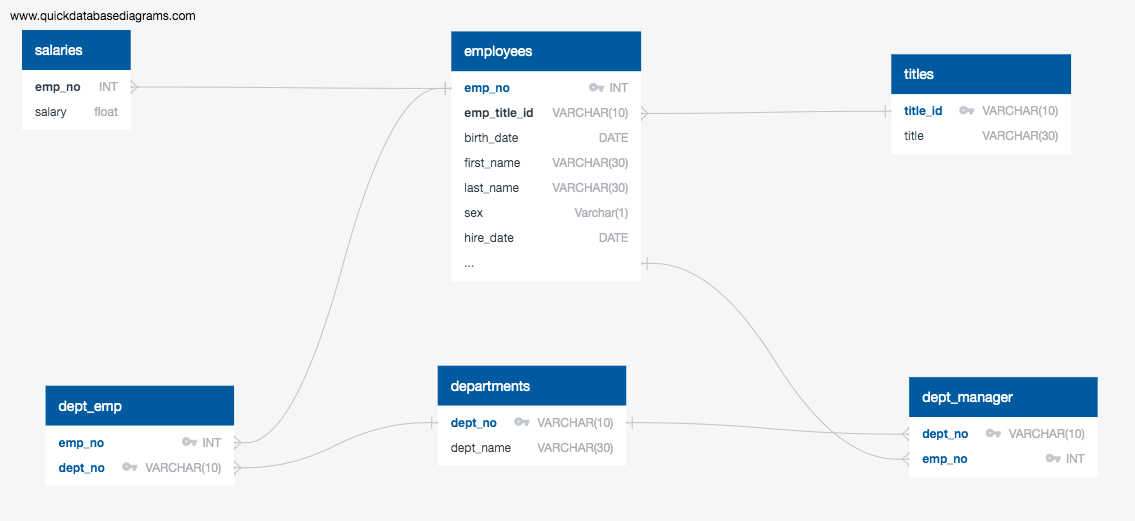 www.quickdatabasediagrams.com
salaries
emp_no INT
salary float
employees
emp_no INT
emp_title_id VARCHAR(10)
birth_date DATE
first_name VARCHAR(30)
last_name VARCHAR(30)
sex Varchar(1)
hire_date DATE
...
titles
title_id VARCHAR(10)
title VARCHAR(30)
dept_emp
emp_no INT
dept_no VARCHAR(10)
departments
dept_no VARCHAR(10)
dept_name VARCHAR(30)
dept_manager
dept_no VARCHAR(10)
emp_no INT